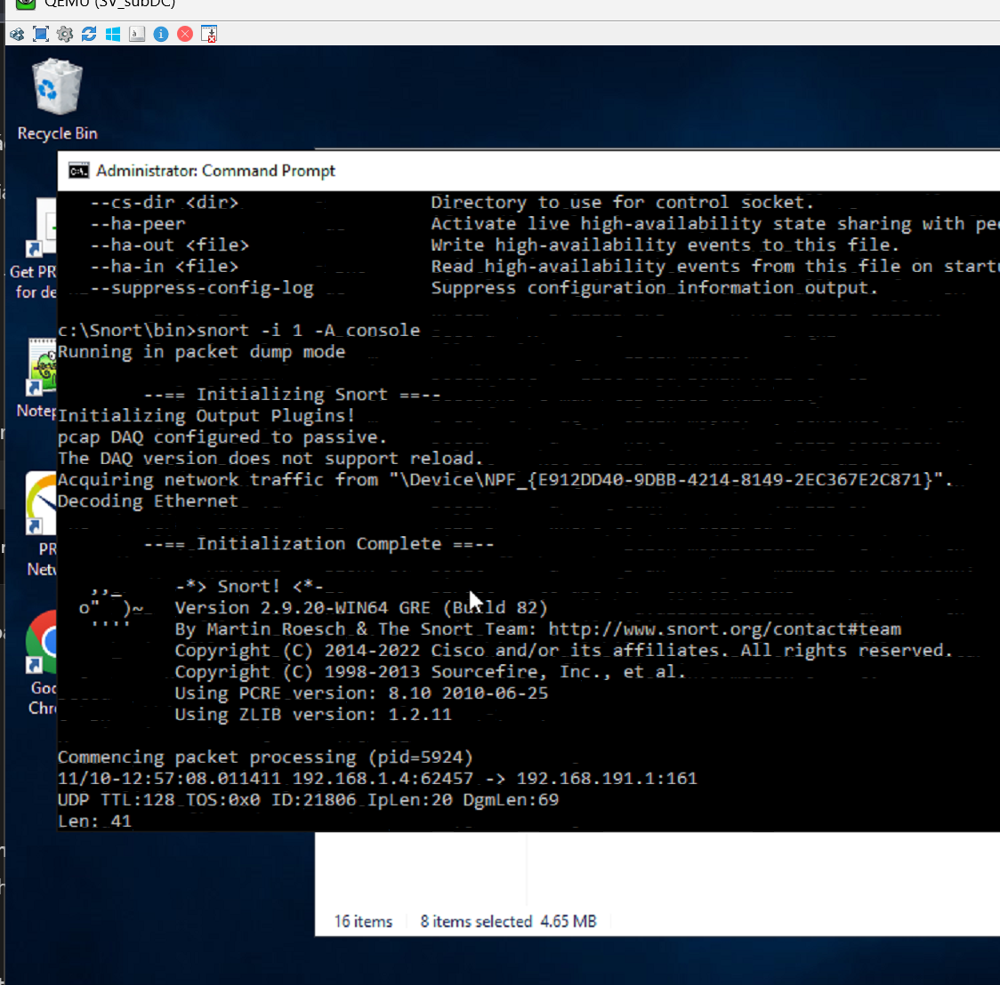 QEMU (SV_subDC)
Recycle Bin
Administrator: Command Prompt
--cs-dir <dir> Directory to use for control socket.
--ha-peer Activate live high-availability state sharing with
--ha-out <file> Write high-availability events to this file.
--ha-in <file> Read high-availability events from this file on
--suppress-config-log Suppress configuration information output.
c:\Snort\bin>snort -i 1 -A console
Running in packet dump mode
--== Initializing Snort ==--
Initializing Output Plugins!
pcap DAQ configured to passive.
The DAQ version does not support reload.
Acquiring network traffic from "\Device\NPF_{E912DD40-9DBB-4214-8149-2EC367E2C871}".
Decoding Ethernet
--== Initialization Complete ==--
,,_ -*> Snort! <*-
o" )~ Version 2.9.20-WIN64 GRE (Build 82)
'''' By Martin Roesch & The Snort Team: http://www.snort.org/contact#team
Copyright (C) 2014-2022 Cisco and/or its affiliates. All rights reserved.
Copyright (C) 1998-2013 Sourcefire, Inc., et al.
Using PCRE version: 8.10 2010-06-25
Using ZLIB version: 1.2.11
Commencing packet processing (pid=5924)
11/10-12:57:08.011411 192.168.1.4:62457 -> 192.168.191.1:161
UDP TTL:128 TOS:0x0 ID:21806 IpLen:20 DgmLen:69
Len: 41
Get PR
for de
Notep
PR
Netw
Goo
Chr
16 items 8 items selected 4.65 MB